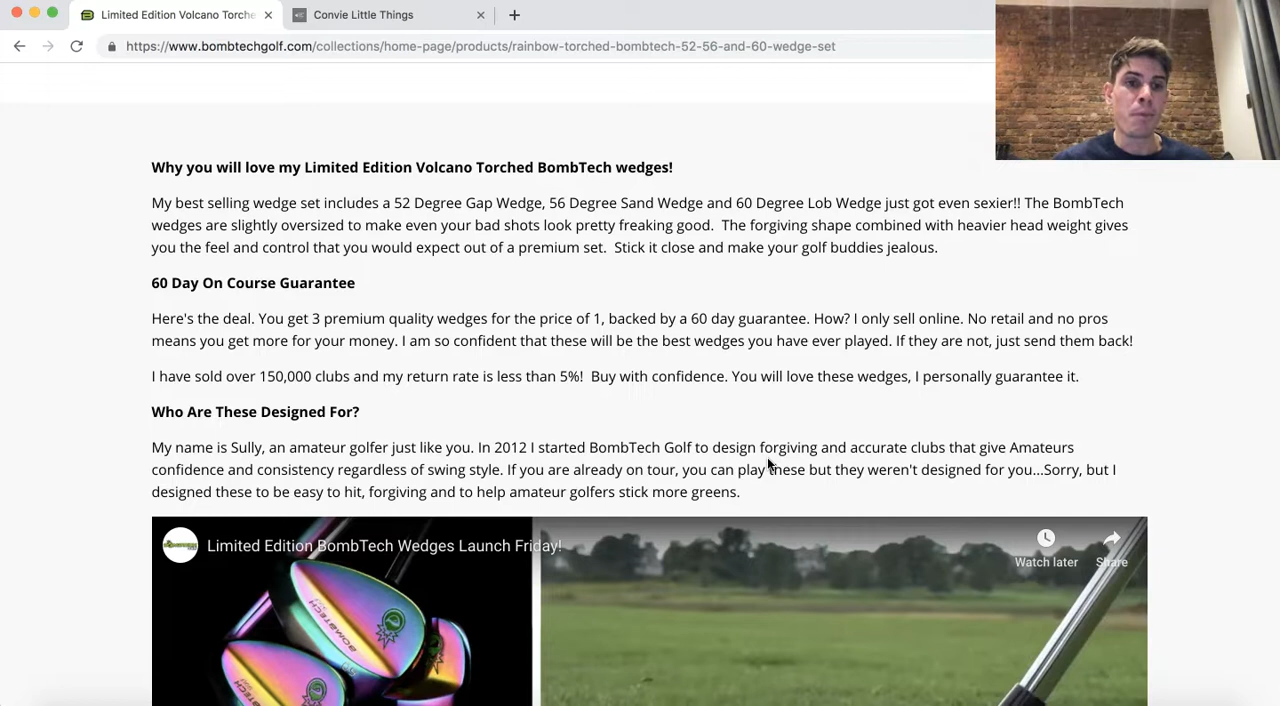 Limited Edition Volcano Torche
Convie Little Things
https://www.bombtechgolf.com/collections/home-page/products/rainbow-torched-bombtech-52-56-and-60-wedge-set
Why you will love my Limited Edition Volcano Torched BombTech wedges!
My best selling wedge set includes a 52 Degree Gap Wedge, 56 Degree Sand Wedge and 60 Degree Lob Wedge just got even sexier!! The BombTech
wedges are slightly oversized to make even your bad shots look pretty freaking good. The forgiving shape combined with heavier head weight gives
you the feel and control that you would expect out of a premium set. Stick it close and make your golf buddies jealous.
60 Day On Course Guarantee
Here's the deal. You get 3 premium quality wedges for the price of 1, backed by a 60 day guarantee. How? I only sell online. No retail and no pros
means you get more for your money. I am so confident that these will be the best wedges you have ever played. If they are not, just send them back!
I have sold over 150,000 clubs and my return rate is less than 5%! Buy with confidence. You will love these wedges, I personally guarantee it.
Who Are These Designed For?
My name is Sully, an amateur golfer just like you. In 2012 I started BombTech Golf to design forgiving and accurate clubs that give Amateurs
confidence and consistency regardless of swing style. If you are already on tour, you can play these but they weren't designed for you...Sorry, but I
designed these to be easy to hit, forgiving and to help amateur golfers stick more greens.
Limited Edition BombTech Wedges Launch Friday!
Watch later
Share
BOMBTECH
BOMBTECH